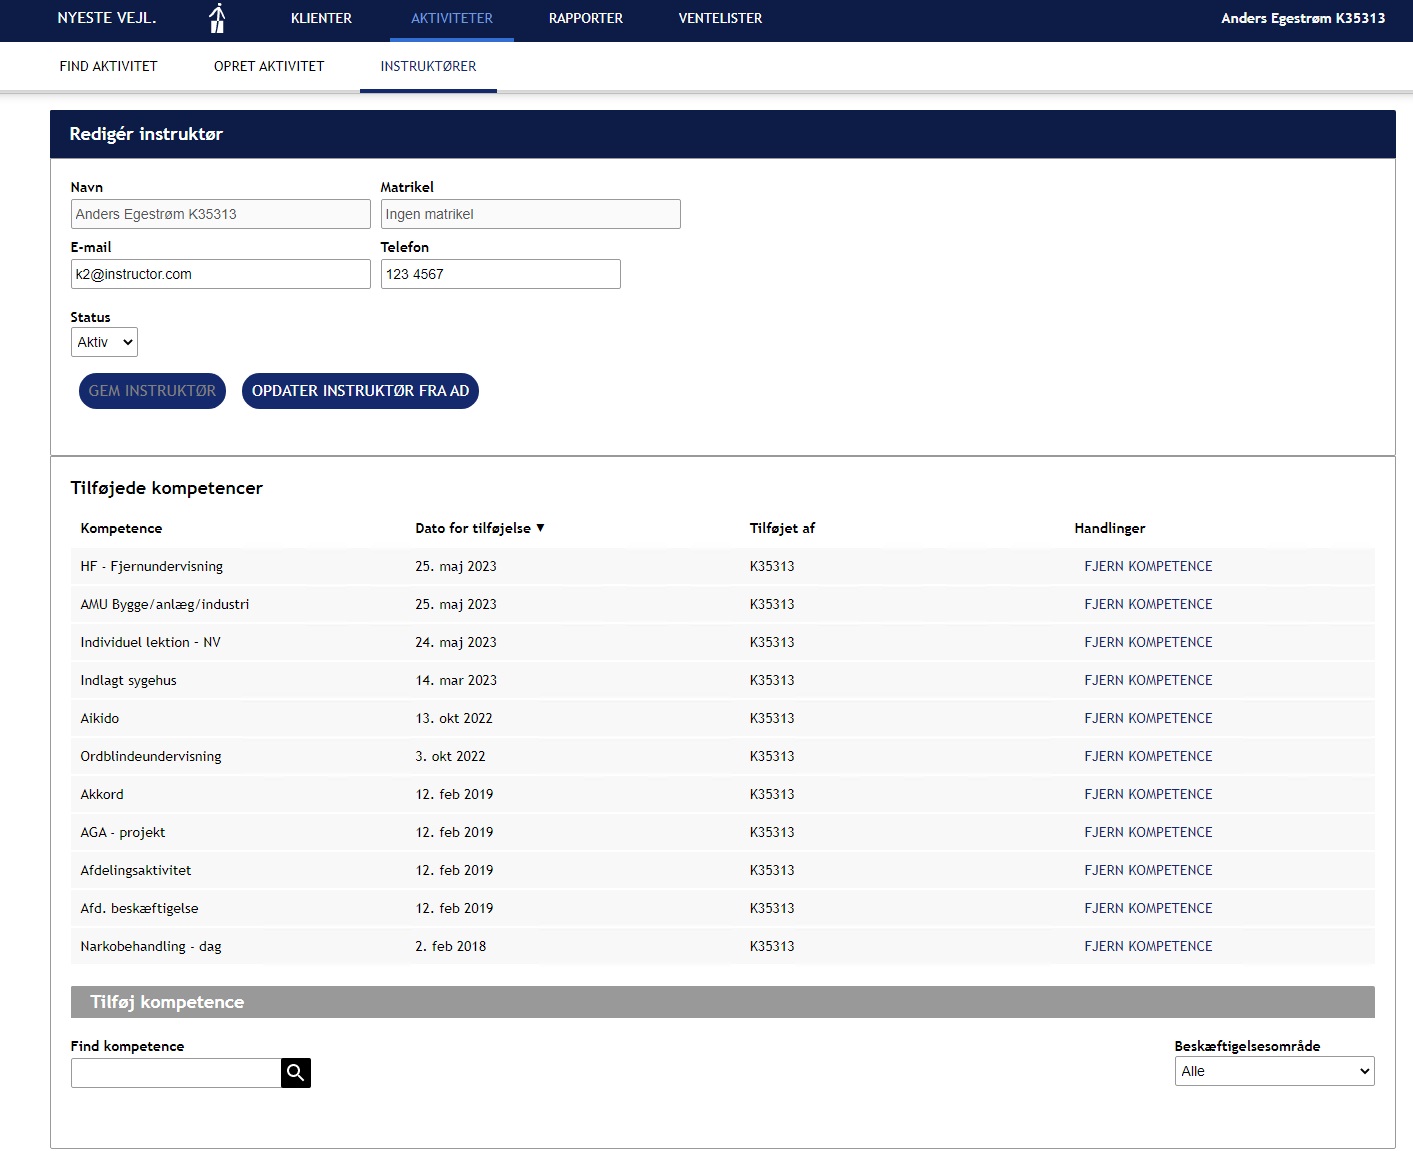 NYESTE VEJL. KLIENTER AKTIVITETER RAPPORTER VENTELISTER Anders Egestrøm K35313
FIND AKTIVITET OPRET AKTIVITET INSTRUKTØRER
Redigér instruktør
Navn Matrikel
Anders Egestrøm K35313 Ingen matrikel
E-mail Telefon
k2@instructor.com 123 4567
Status
Aktiv
GEM INSTRUKTØR OPDATER INSTRUKTØR FRA AD
Tilføjede kompetencer
Kompetence Dato for tilføjelse ▼ Tilføjet af Handlinger
HF - Fjernundervisning 25. maj 2023 K35313 FJERN KOMPETENCE
AMU Bygge/anlæg/industri 25. maj 2023 K35313 FJERN KOMPETENCE
Individuel lektion - NV 24. maj 2023 K35313 FJERN KOMPETENCE
Indlagt sygehus 14. mar 2023 K35313 FJERN KOMPETENCE
Aikido 13. okt 2022 K35313 FJERN KOMPETENCE
Ordblindeundervisning 3. okt 2022 K35313 FJERN KOMPETENCE
Akkord 12. feb 2019 K35313 FJERN KOMPETENCE
AGA - projekt 12. feb 2019 K35313 FJERN KOMPETENCE
Afdelingsaktivitet 12. feb 2019 K35313 FJERN KOMPETENCE
Afd. beskæftigelse 12. feb 2019 K35313 FJERN KOMPETENCE
Narkobehandling - dag 2. feb 2018 K35313 FJERN KOMPETENCE
Tilføj kompetence
Find kompetence Beskæftigelsesområde
Alle